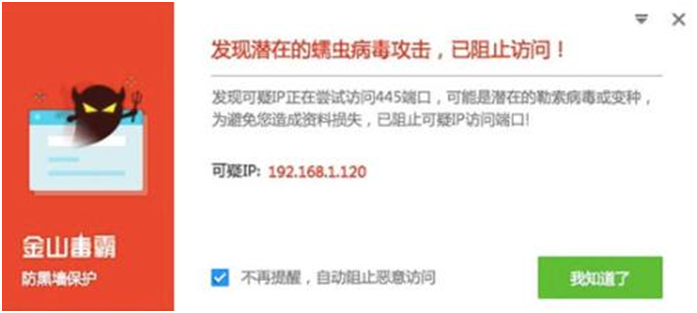 发现潜在的蠕虫病毒攻击，已阻止访问！
发现可疑IP正在尝试访问445端口，可能是潜在的勒索病毒或变种，
为避免您造成资料损失，已阻止可疑IP访问端口!
可疑IP: 192.168.1.120
金山毒霸
防黑墙保护
不再提醒，自动阻止恶意访问
我知道了